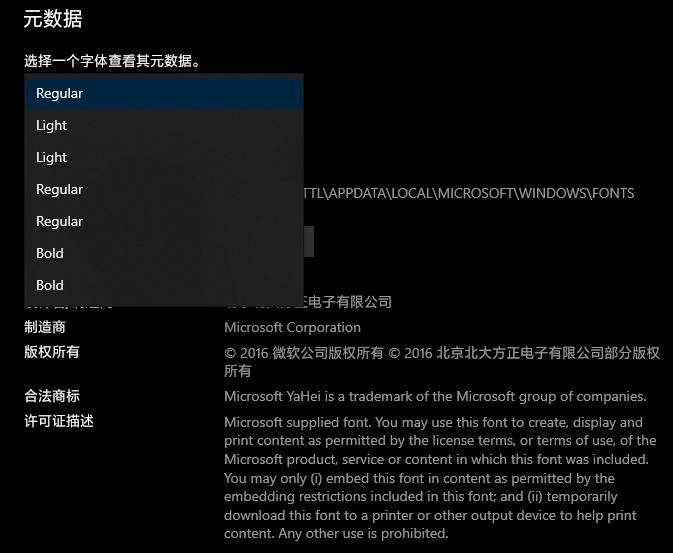 元数据
选择一个字体查看其元数据。
Regular
Light
Light
Regular
TTL\APPDATA\LOCAL\MICROSOFT\WINDOWS\FONTS
Regular
Bold
Bold
正电子有限公司
制造商 Microsoft Corporation
版权所有 © 2016 微软公司版权所有 © 2016 北京北大方正电子有限公司部分版权
所有
合法商标 Microsoft YaHei is a trademark of the Microsoft group of companies.
许可证描述 Microsoft supplied font. You may use this font to create, display and
print content as permitted by the license terms, or terms of use, of the
Microsoft product, service or content in which this font was included.
You may only (i) embed this font in content as permitted by the
embedding restrictions included in this font; and (ii) temporarily
download this font to a printer or other output device to help print
content. Any other use is prohibited.